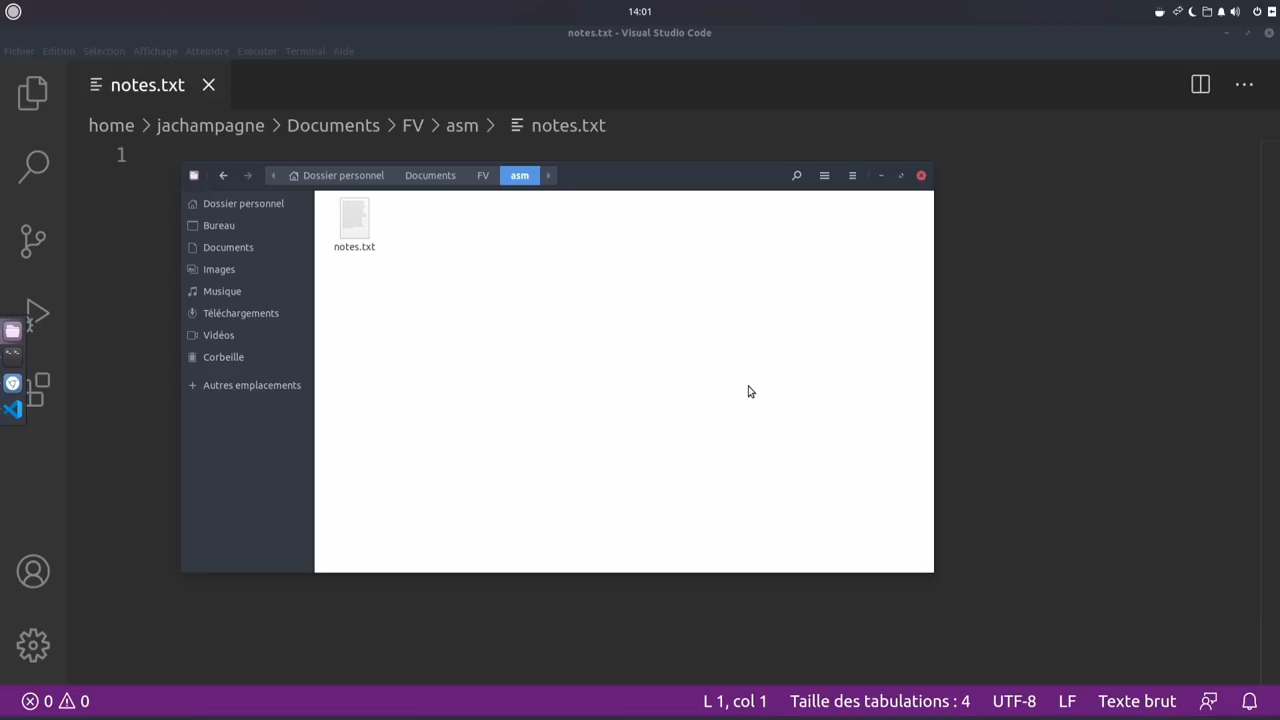 14:01
notes.txt - Visual Studio Code
Fichier Edition Sélection Affichage Atteindre Exécuter Terminal Aide
notes.txt
home > jachampagne > Documents > FV > asm > notes.txt
1
Dossier personnel Documents FV asm
Dossier personnel
Bureau
Documents
Images
Musique
Téléchargements
Vidéos
Corbeille
+ Autres emplacements
notes.txt
0 0 L 1, col 1 Taille des tabulations : 4 UTF-8 LF Texte brut